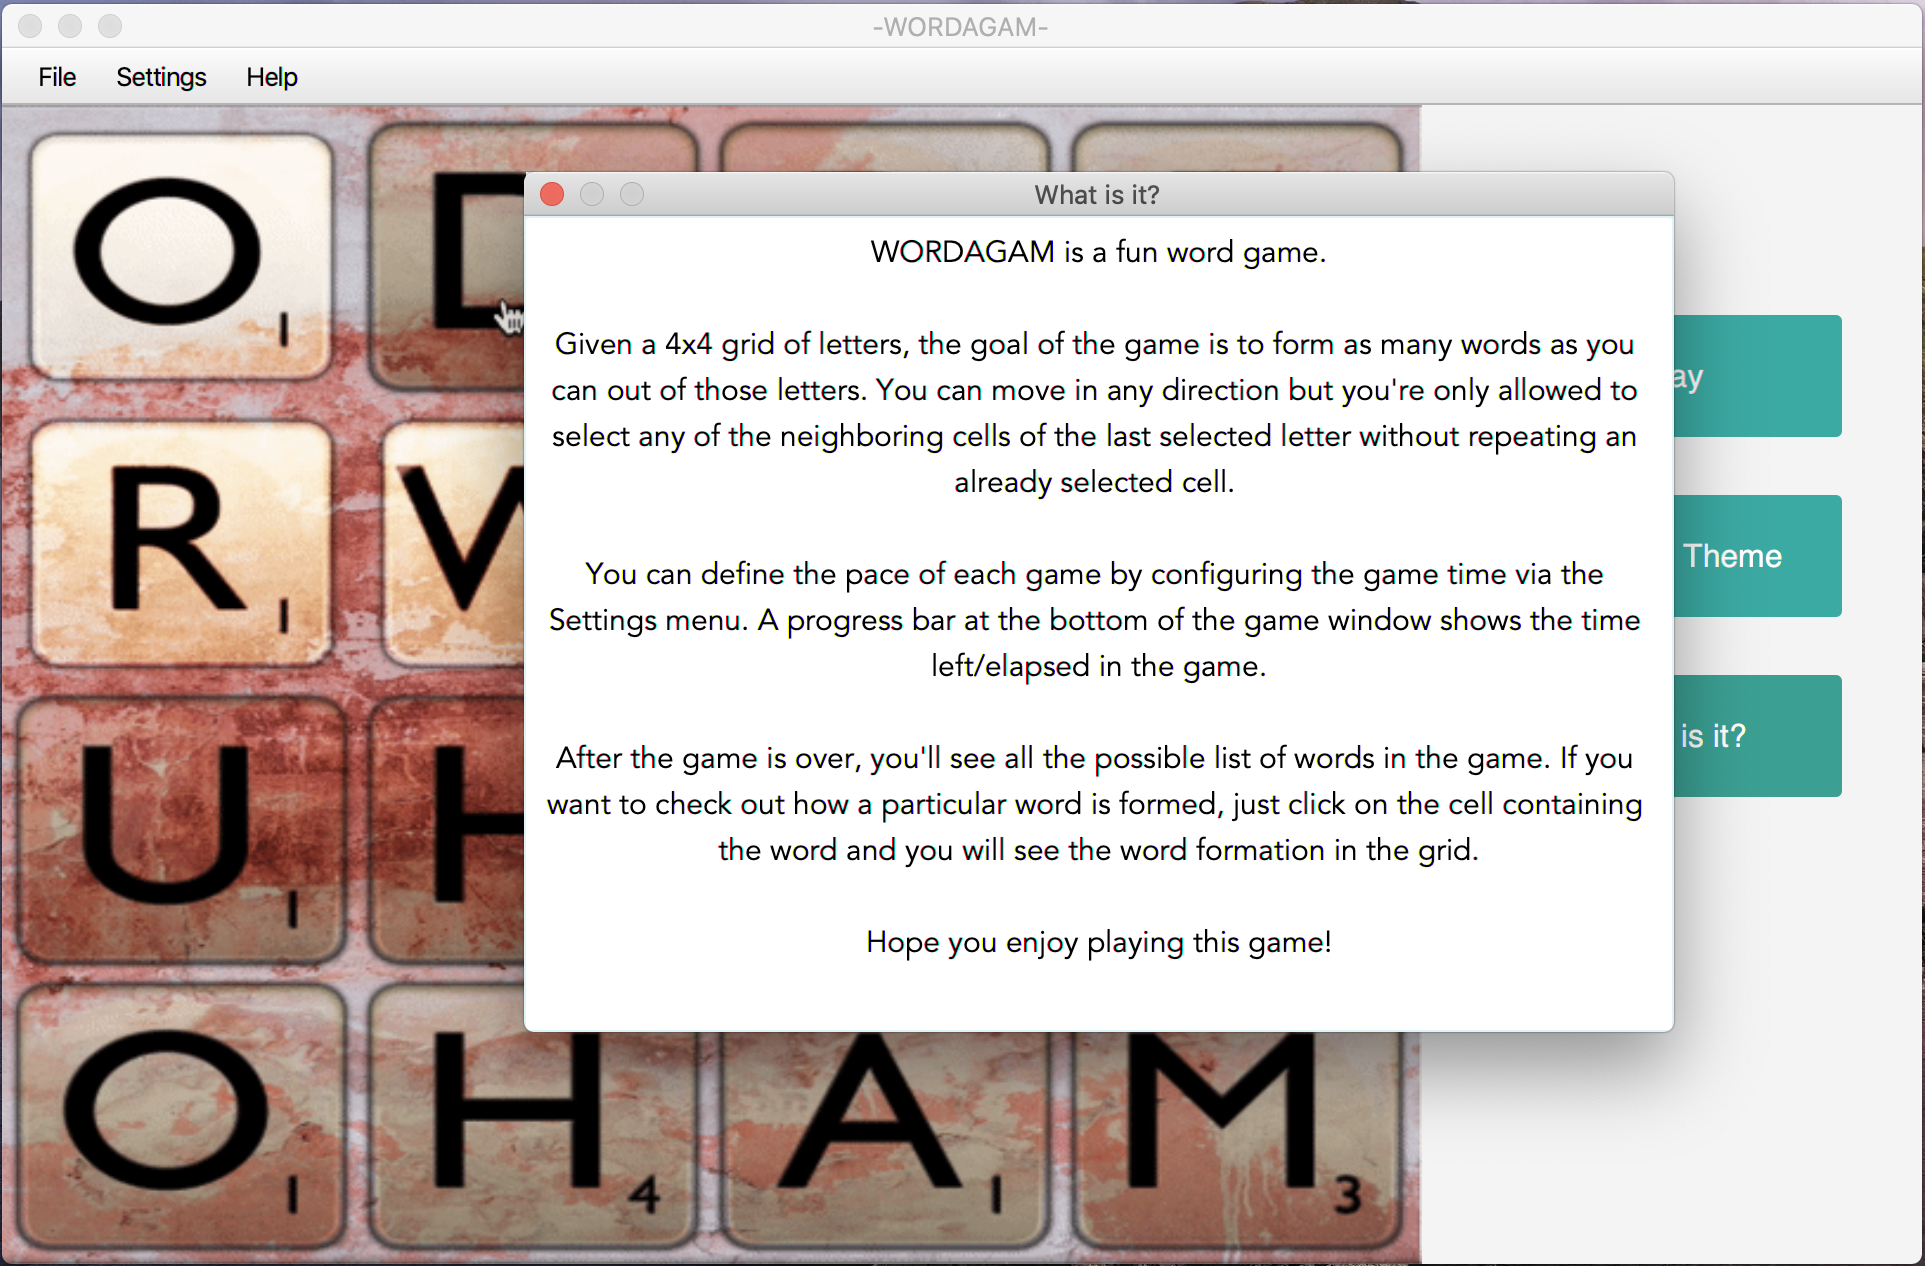 -WORDAGAM-
File Settings Help
O 1
What is it?
WORDAGAM is a fun word game.
Given a 4x4 grid of letters, the goal of the game is to form as many words as you
can out of those letters. You can move in any direction but you're only allowed to
select any of the neighboring cells of the last selected letter without repeating an
already selected cell.
You can define the pace of each game by configuring the game time via the
Settings menu. A progress bar at the bottom of the game window shows the time
left/elapsed in the game.
After the game is over, you'll see all the possible list of words in the game. If you
want to check out how a particular word is formed, just click on the cell containing
the word and you will see the word formation in the grid.
Hope you enjoy playing this game!
Theme
is it?
R 1
U 1
O 1 H 4 A 1 M 3